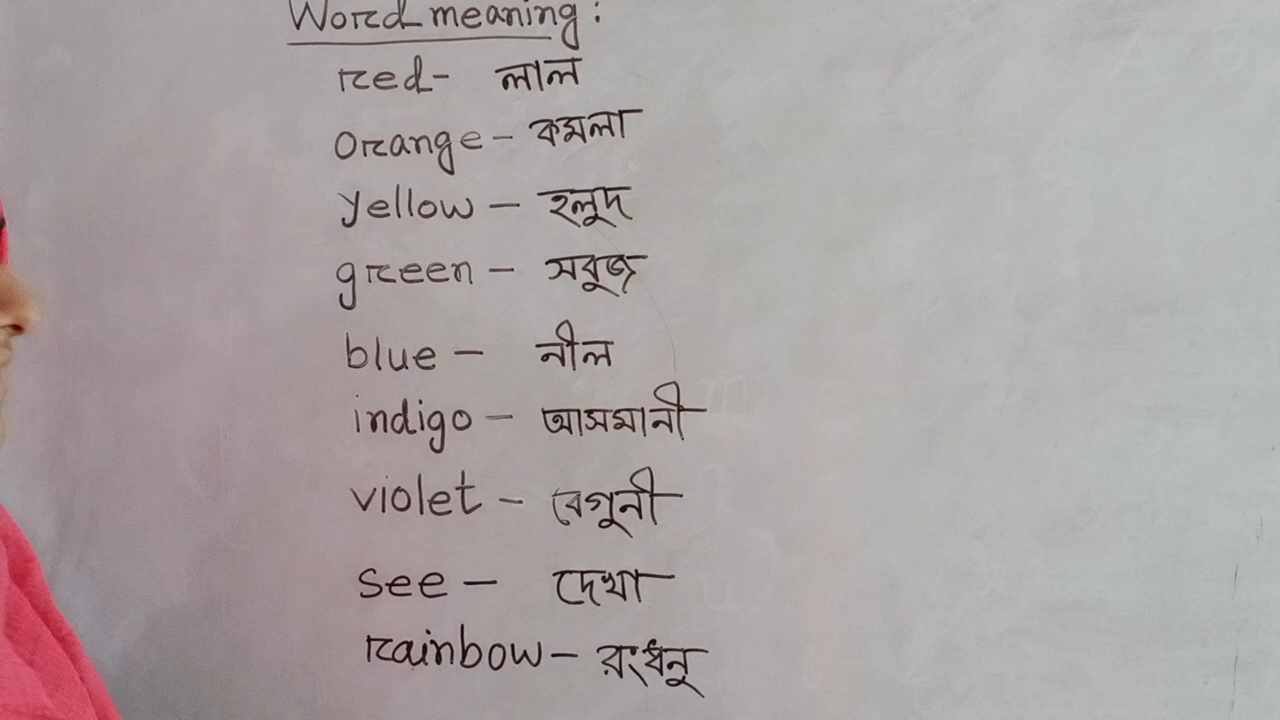 Word meaning:
red- লাল
orange - কমলা
yellow - হলুদ
green - সবুজ
blue - নীল
indigo - আসমানী
violet - বেগুনী
see - দেখা
rainbow - রংধনু